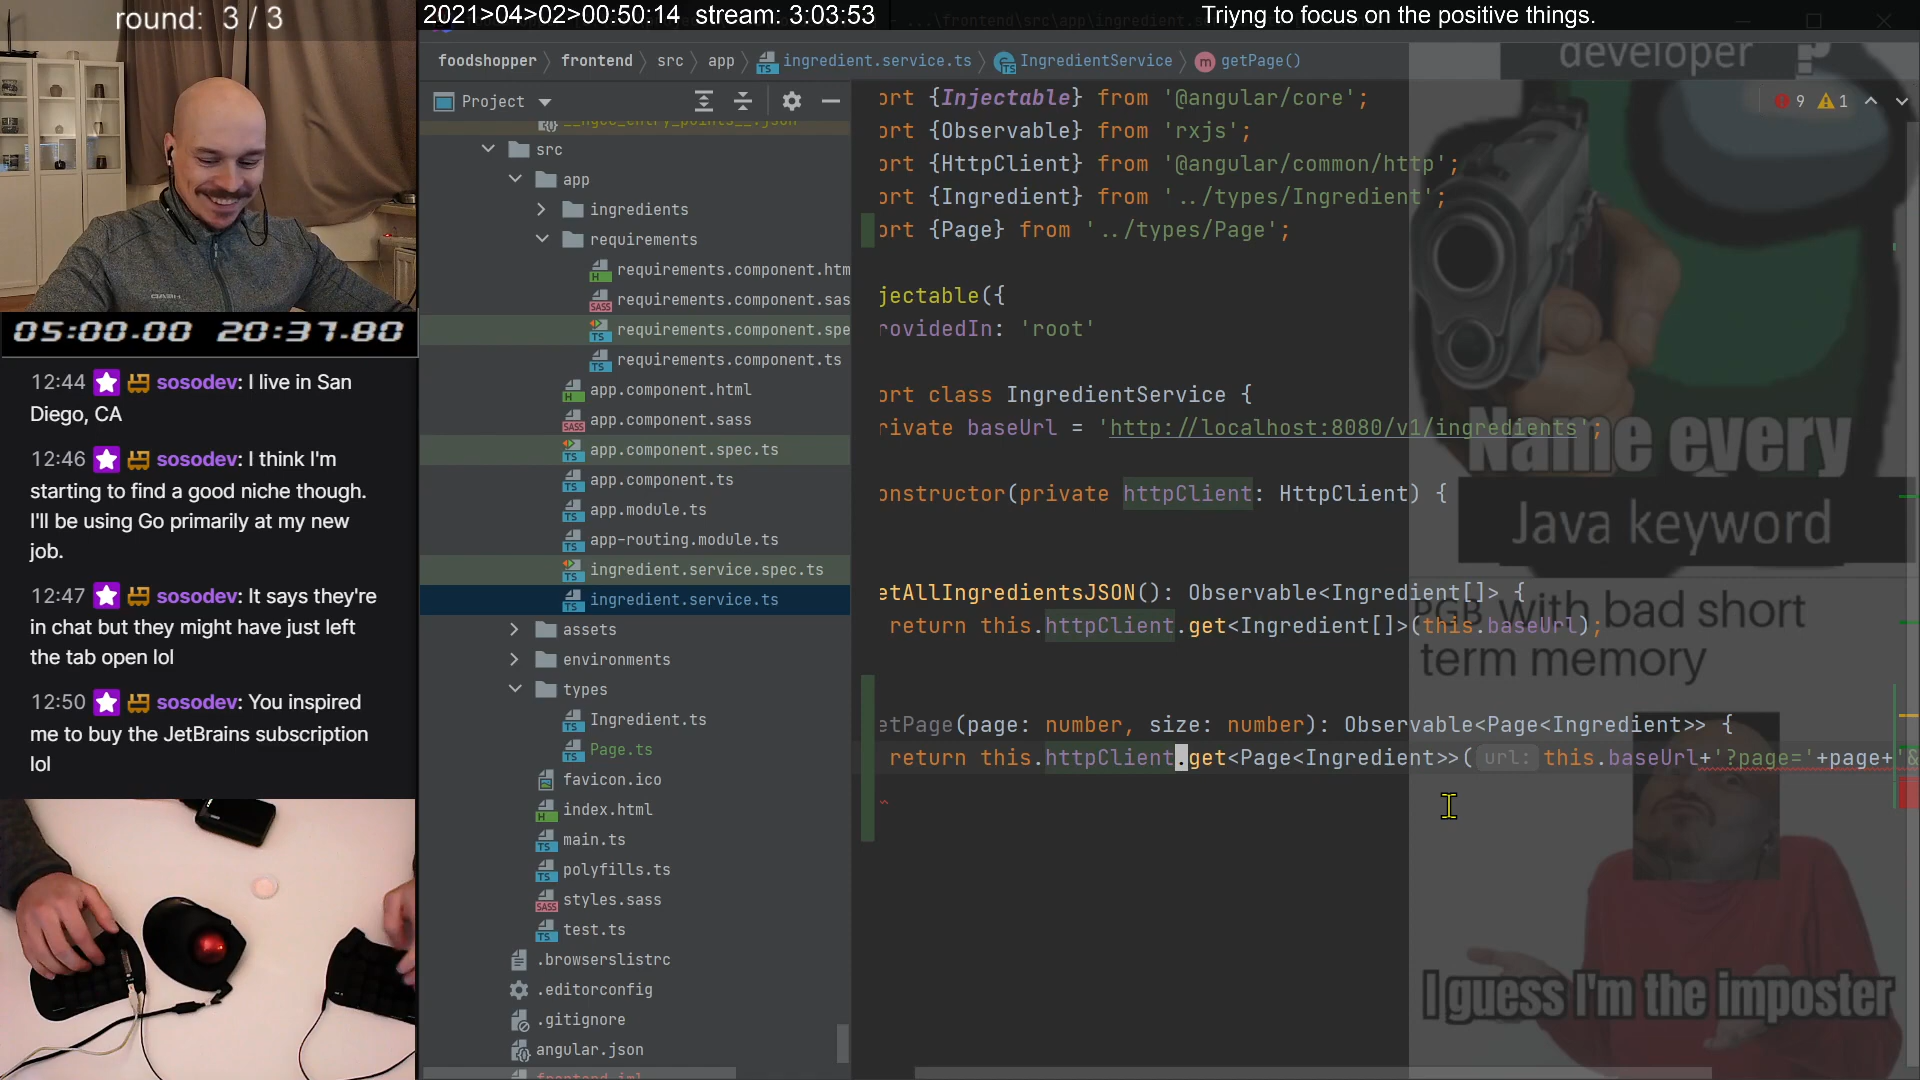 round: 3 / 3
2021>04>02>00:50:14 stream: 3:03:53
Triyng to focus on the positive things.
foodshopper
frontend
src
app
ingredient.service.ts
IngredientService
getPage()
Project
9
1
src
app
ingredients
requirements
requirements.component.htm
requirements.component.sas
requirements.component.spe
requirements.component.ts
app.component.html
app.component.sass
app.component.spec.ts
app.component.ts
app.module.ts
app-routing.module.ts
ingredient.service.spec.ts
ingredient.service.ts
assets
environments
types
Ingredient.ts
Page.ts
favicon.ico
index.html
main.ts
polyfills.ts
styles.sass
test.ts
.browserslistrc
.editorconfig
.gitignore
angular.json
ort {Injectable} from '@angular/core';
ort {Observable} from 'rxjs';
ort {HttpClient} from '@angular/common/http';
ort {Ingredient} from '../types/Ingredient';
ort {Page} from '../types/Page';
jectable({
rovidedIn: 'root'
ort class IngredientService {
rivate baseUrl = 'http://localhost:8080/v1/ingredients';
onstructor(private httpClient: HttpClient) {
etAllIngredientsJSON(): Observable<Ingredient[]> {
return this.httpClient.get<Ingredient[]>(this.baseUrl);
etPage(page: number, size: number): Observable<Page<Ingredient>> {
return this.httpClient.get<Page<Ingredient>>( url: this.baseUrl+'?page='+page+'&
developer ?
Name every
Java keyword
PGB with bad short
term memory
I guess I'm the imposter
05:00.00 20:37.80
12:44 sosodev: I live in San
Diego, CA
12:46 sosodev: I think I'm
starting to find a good niche though.
I'll be using Go primarily at my new
job.
12:47 sosodev: It says they're
in chat but they might have just left
the tab open lol
12:50 sosodev: You inspired
me to buy the JetBrains subscription
lol